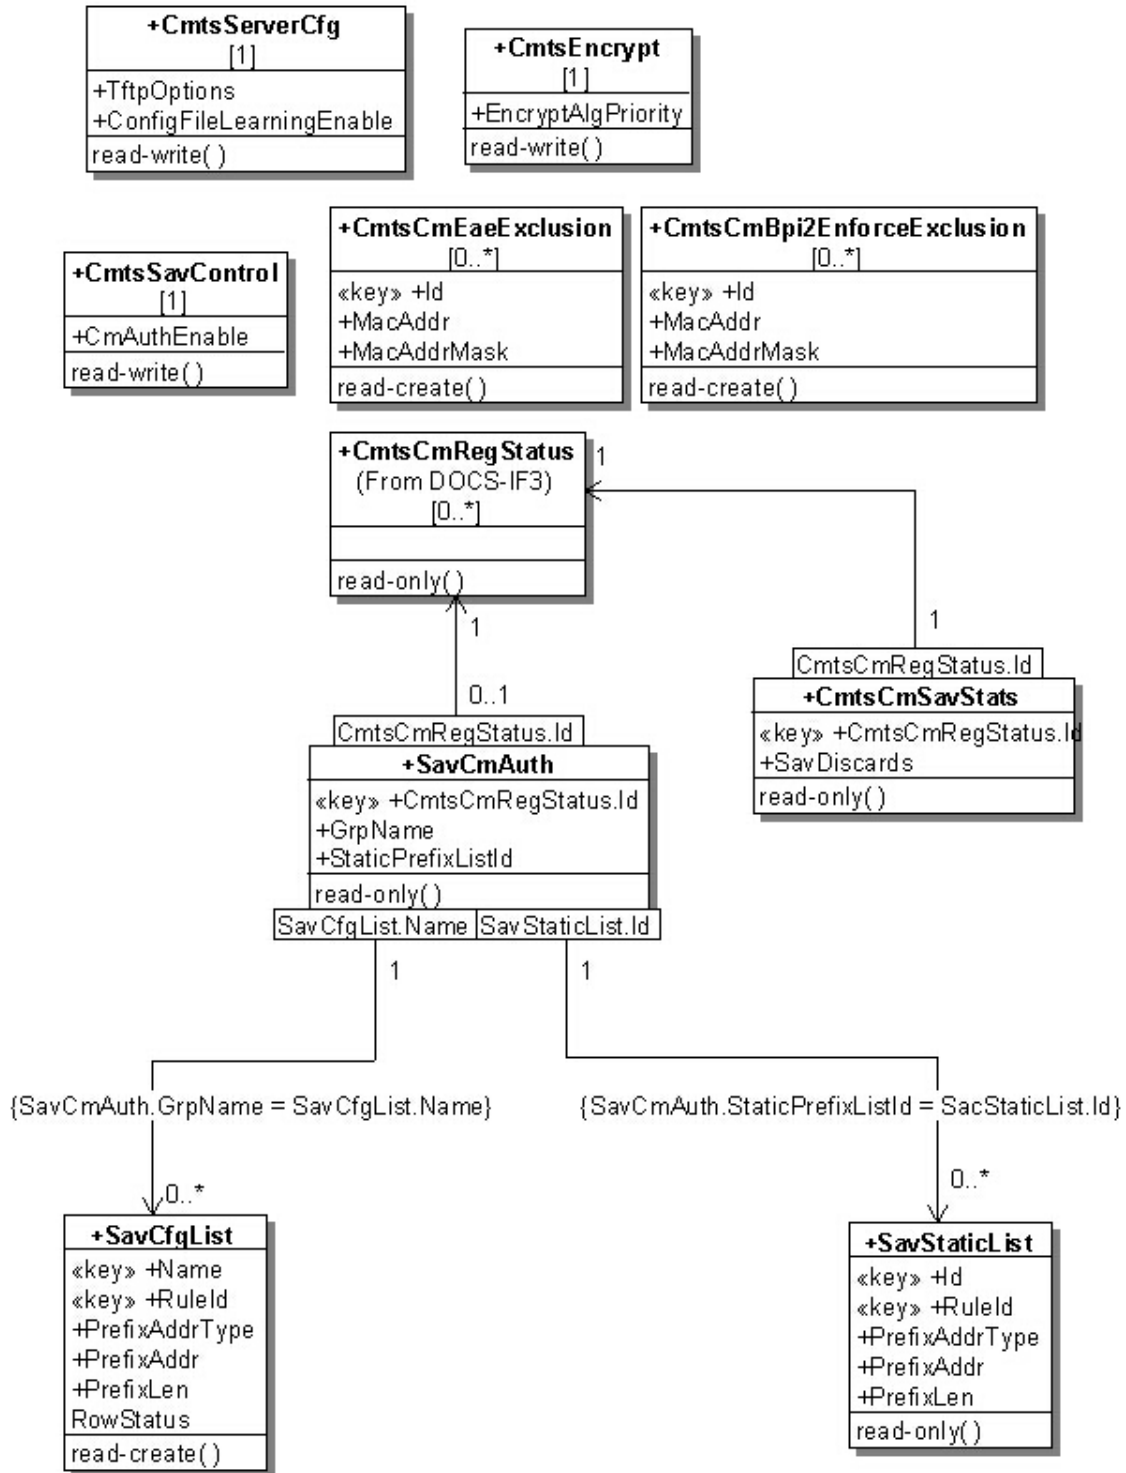 +CmtsServerCfg
[1]
+TftpOptions
+ConfigFileLearningEnable
read-write()
+CmtsEncrypt
[1]
+EncryptAlgPriority
read-write()
+CmtsSavControl
[1]
+CmAuthEnable
read-write()
+CmtsCmEaeExclusion
[0..*]
«key» +Id
+MacAddr
+MacAddrMask
read-create()
+CmtsCmBpi2EnforceExclusion
[0..*]
«key» +Id
+MacAddr
+MacAddrMask
read-create()
+CmtsCmRegStatus
(From DOCS-IF3)
[0..*]
read-only()
1
1
1
0..1
CmtsCmRegStatus.Id
+CmtsCmSavStats
«key» +CmtsCmRegStatus.Id
+SavDiscards
read-only()
CmtsCmRegStatus.Id
+SavCmAuth
«key» +CmtsCmRegStatus.Id
+GrpName
+StaticPrefixListId
read-only()
SavCfgList.Name
SavStaticList.Id
1
1
{SavCmAuth.GrpName = SavCfgList.Name}
{SavCmAuth.StaticPrefixListId = SacStaticList.Id}
0..*
0..*
+SavCfgList
«key» +Name
«key» +RuleId
+PrefixAddrType
+PrefixAddr
+PrefixLen
RowStatus
read-create()
+SavStaticList
«key» +Id
«key» +RuleId
+PrefixAddrType
+PrefixAddr
+PrefixLen
read-only()